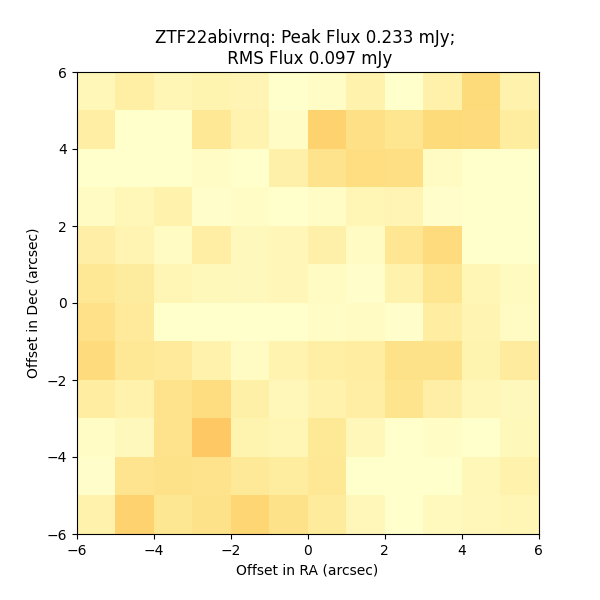 ZTF22abivrnq: Peak Flux 0.233 mJy;
RMS Flux 0.097 mJy
6
4
2
0
−2
−4
−6
Offset in Dec (arcsec)
−6 −4 −2 0 2 4 6
Offset in RA (arcsec)